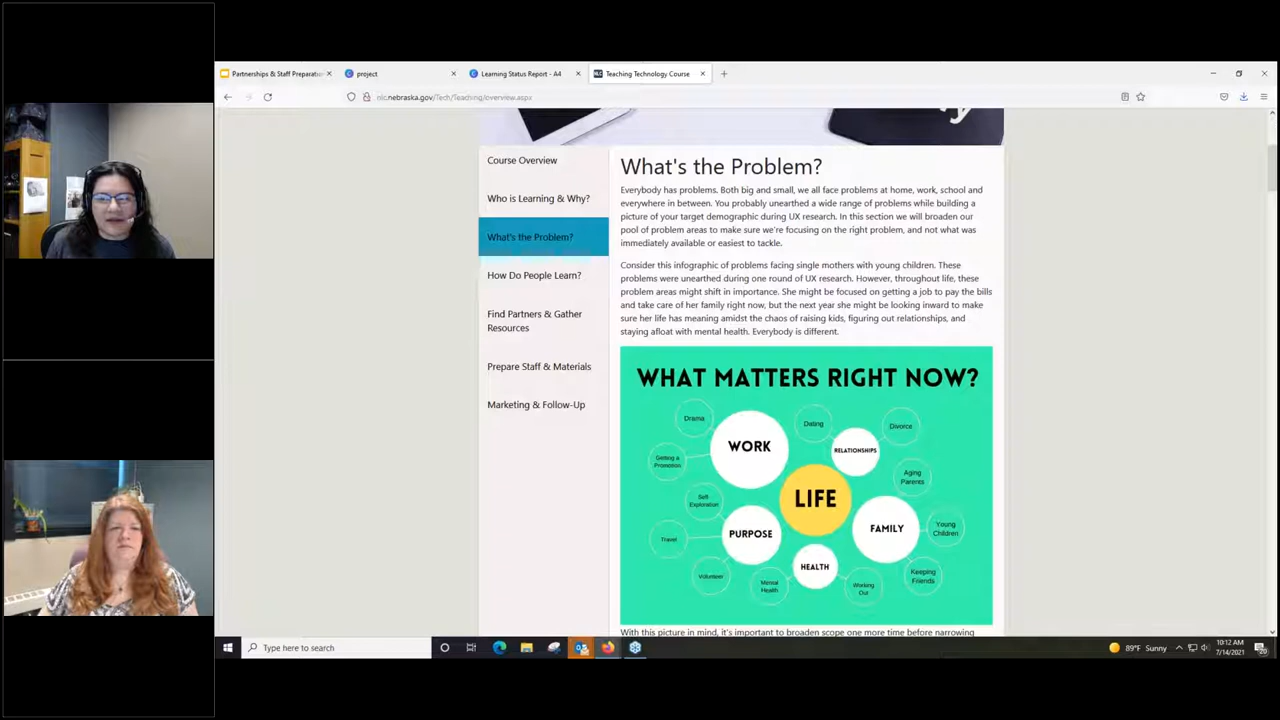 Partnerships & Staff Preparatio
project
Learning Status Report - A4
Teaching Technology Course
nlc.nebraska.gov/Tech/Teaching/overview.aspx
Course Overview
Who is Learning & Why?
What's the Problem?
How Do People Learn?
Find Partners & Gather
Resources
Prepare Staff & Materials
Marketing & Follow-Up
What's the Problem?
Everybody has problems. Both big and small, we all face problems at home, work, school and
everywhere in between. You probably unearthed a wide range of problems while building a
picture of your target demographic during UX research. In this section we will broaden our
pool of problem areas to make sure we're focusing on the right problem, and not what was
immediately available or easiest to tackle.
Consider this infographic of problems facing single mothers with young children. These
problems were unearthed during one round of UX research. However, throughout life, these
problem areas might shift in importance. She might be focused on getting a job to pay the bills
and take care of her family right now, but the next year she might be looking inward to make
sure her life has meaning amidst the chaos of raising kids, figuring out relationships, and
staying afloat with mental health. Everybody is different.
WHAT MATTERS RIGHT NOW?
Drama
WORK
Dating
Divorce
RELATIONSHIPS
Getting a
Promotion
Aging
Parents
Self
Exploration
LIFE
PURPOSE
FAMILY
Young
Children
Travel
HEALTH
Volunteer
Mental
Health
Working
Out
Keeping
Friends
With this picture in mind, it's important to broaden scope one more time before narrowing
Type here to search
89°F Sunny
10:12 AM
7/14/2021